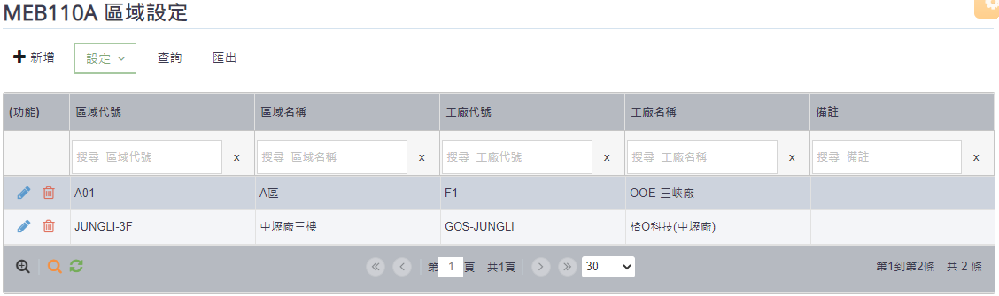 MEB110A 區域設定
新增 設定 查詢 匯出
(功能) 區域代號 區域名稱 工廠代號 工廠名稱 備註
搜尋 區域代號 x 搜尋 區域名稱 x 搜尋 工廠代號 x 搜尋 工廠名稱 x 搜尋 備註 x
A01 A區 F1 OOE-三峽廠
JUNGLI-3F 中壢廠三樓 GOS-JUNGLI 格O科技(中壢廠)
第 1 頁 共1頁 30 第1到第2條 共 2 條